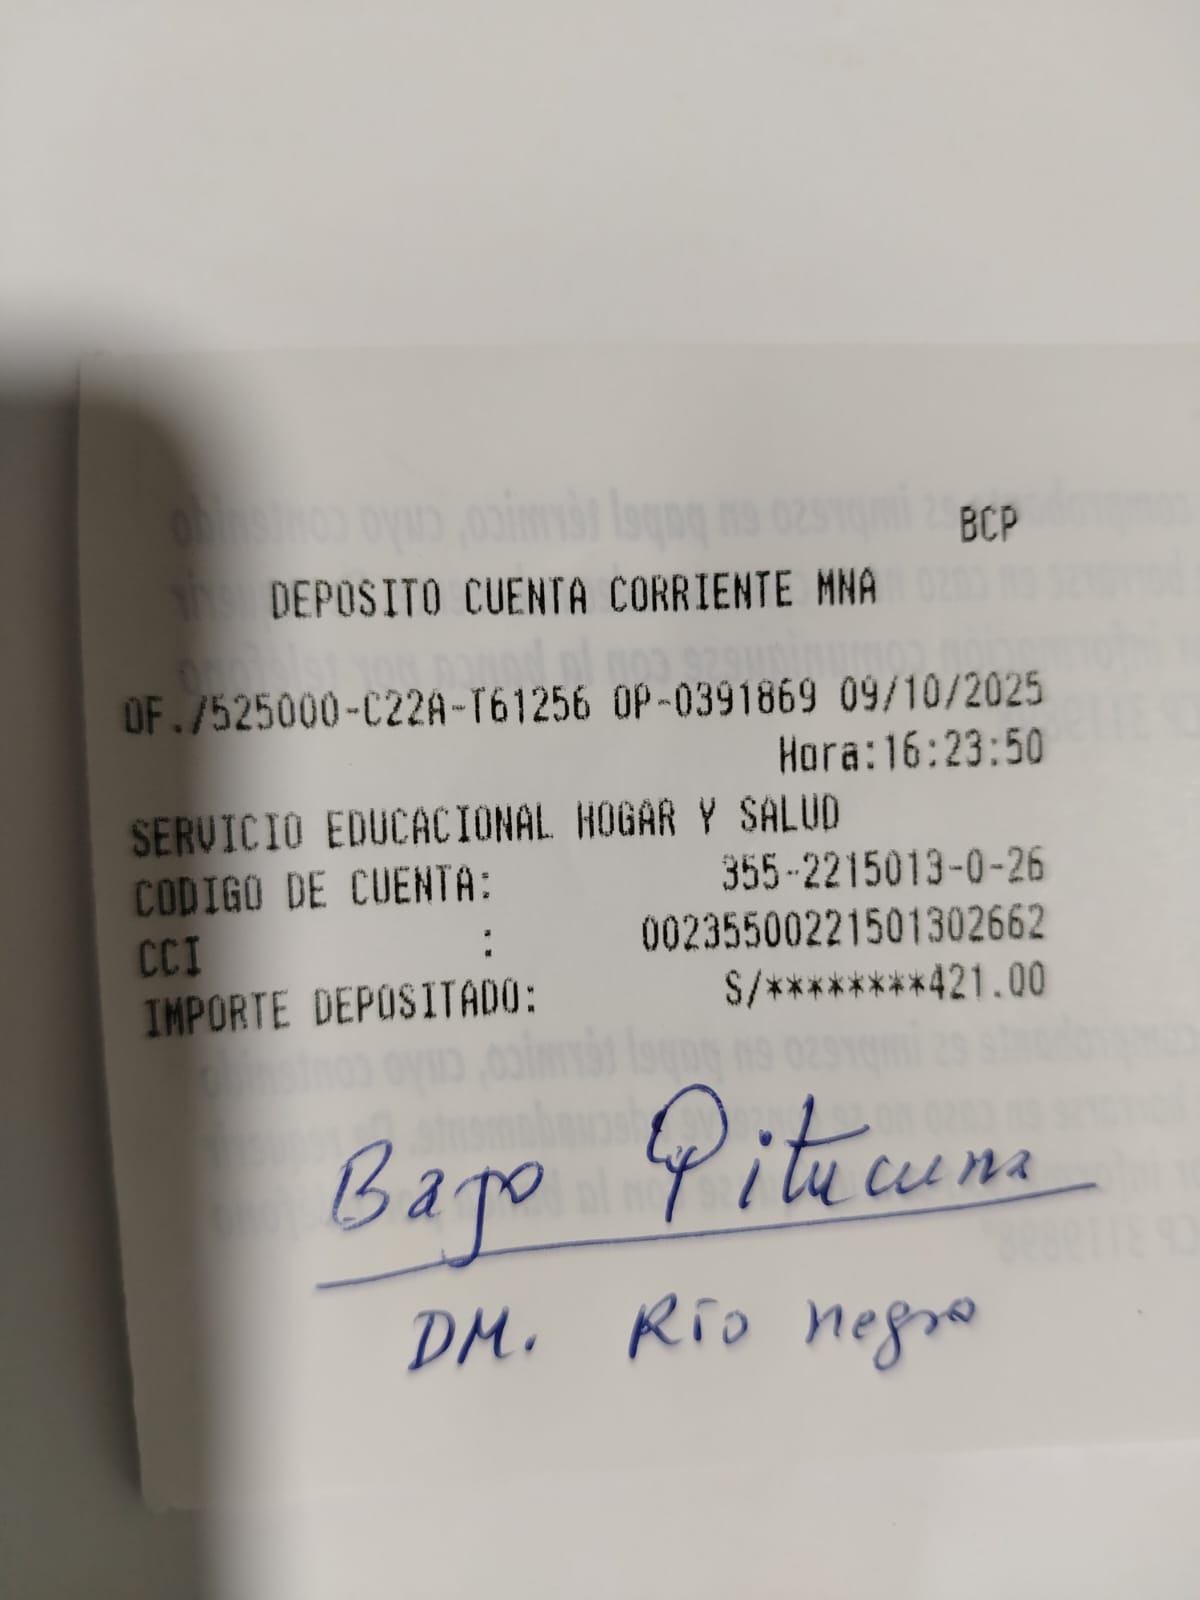 BCP
DEPOSITO CUENTA CORRIENTE MNA
OF./525000-C22A-T61256 OP-0391869 09/10/2025
Hora:16:23:50
SERVICIO EDUCACIONAL HOGAR Y SALUD
CODIGO DE CUENTA: 355-2215013-0-26
CCI : 00235500221501302662
IMPORTE DEPOSITADO: S/********421.00
Bajo Pitucuna
DM. Río negro